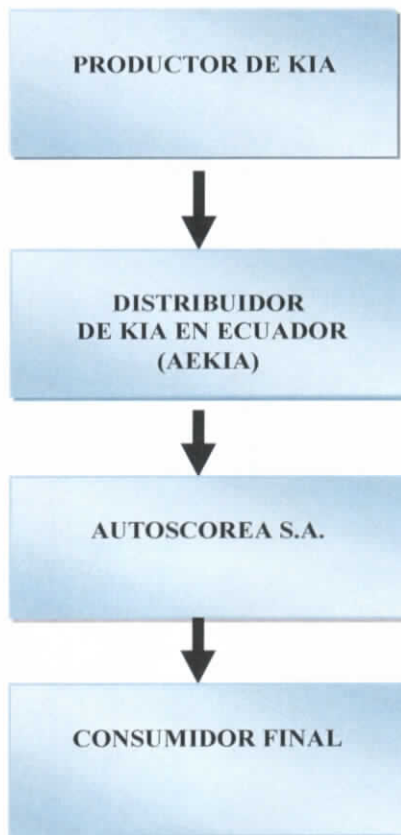 PRODUCTOR DE KIA
DISTRIBUIDOR
DE KIA EN ECUADOR
(AEKIA)
AUTOSCOREA S.A.
CONSUMIDOR FINAL